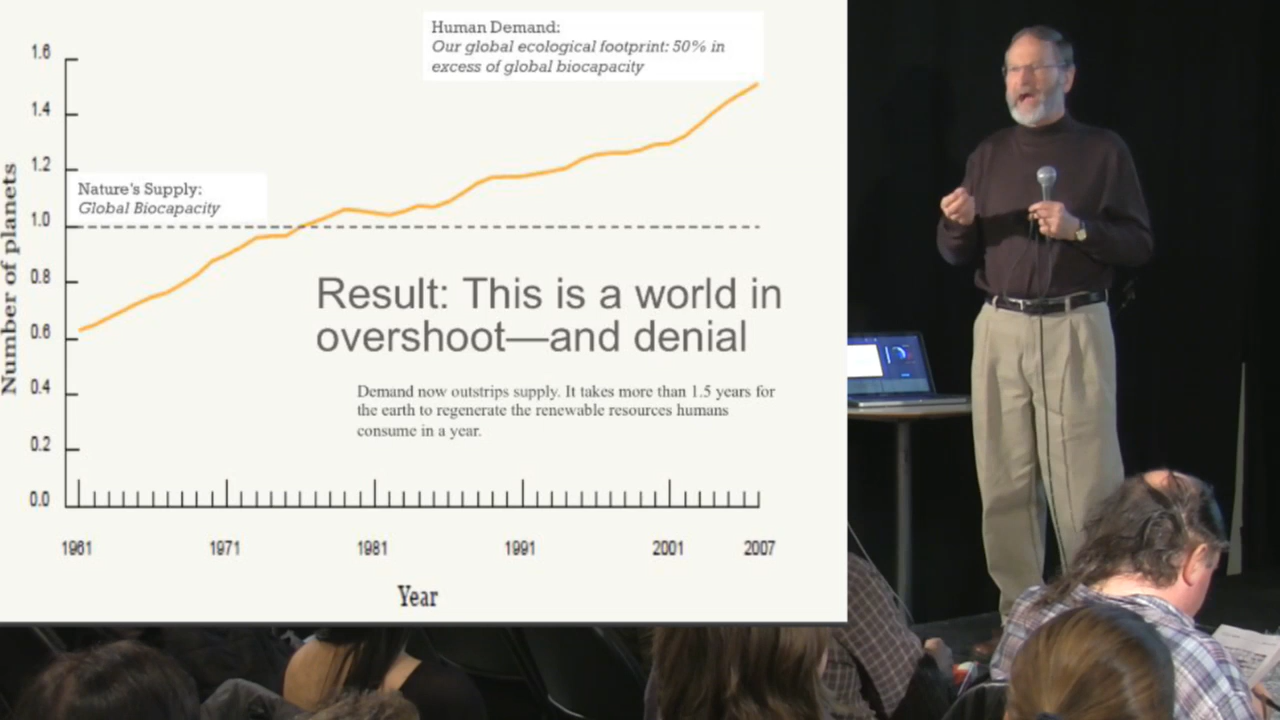 Human Demand:
Our global ecological footprint: 50% in
excess of global biocapacity
1.6
1.4
1.2
Nature's Supply:
Global Biocapacity
1.0
0.8
0.6
0.4
0.2
0.0
Number of planets
Result: This is a world in
overshoot—and denial
Demand now outstrips supply. It takes more than 1.5 years for
the earth to regenerate the renewable resources humans
consume in a year.
1961 1971 1981 1991 2001 2007
Year